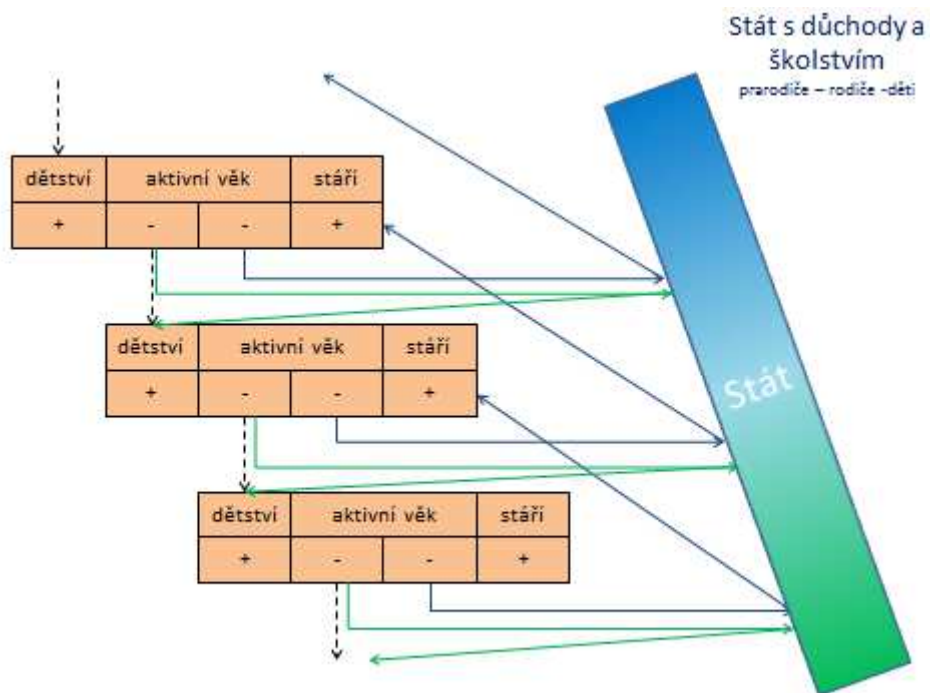 Stát s důchody a
školstvím
prarodiče – rodiče -děti
dětství aktivní věk stáří
+ - - +
dětství aktivní věk stáří
+ - - +
Stát
dětství aktivní věk stáří
+ - - +